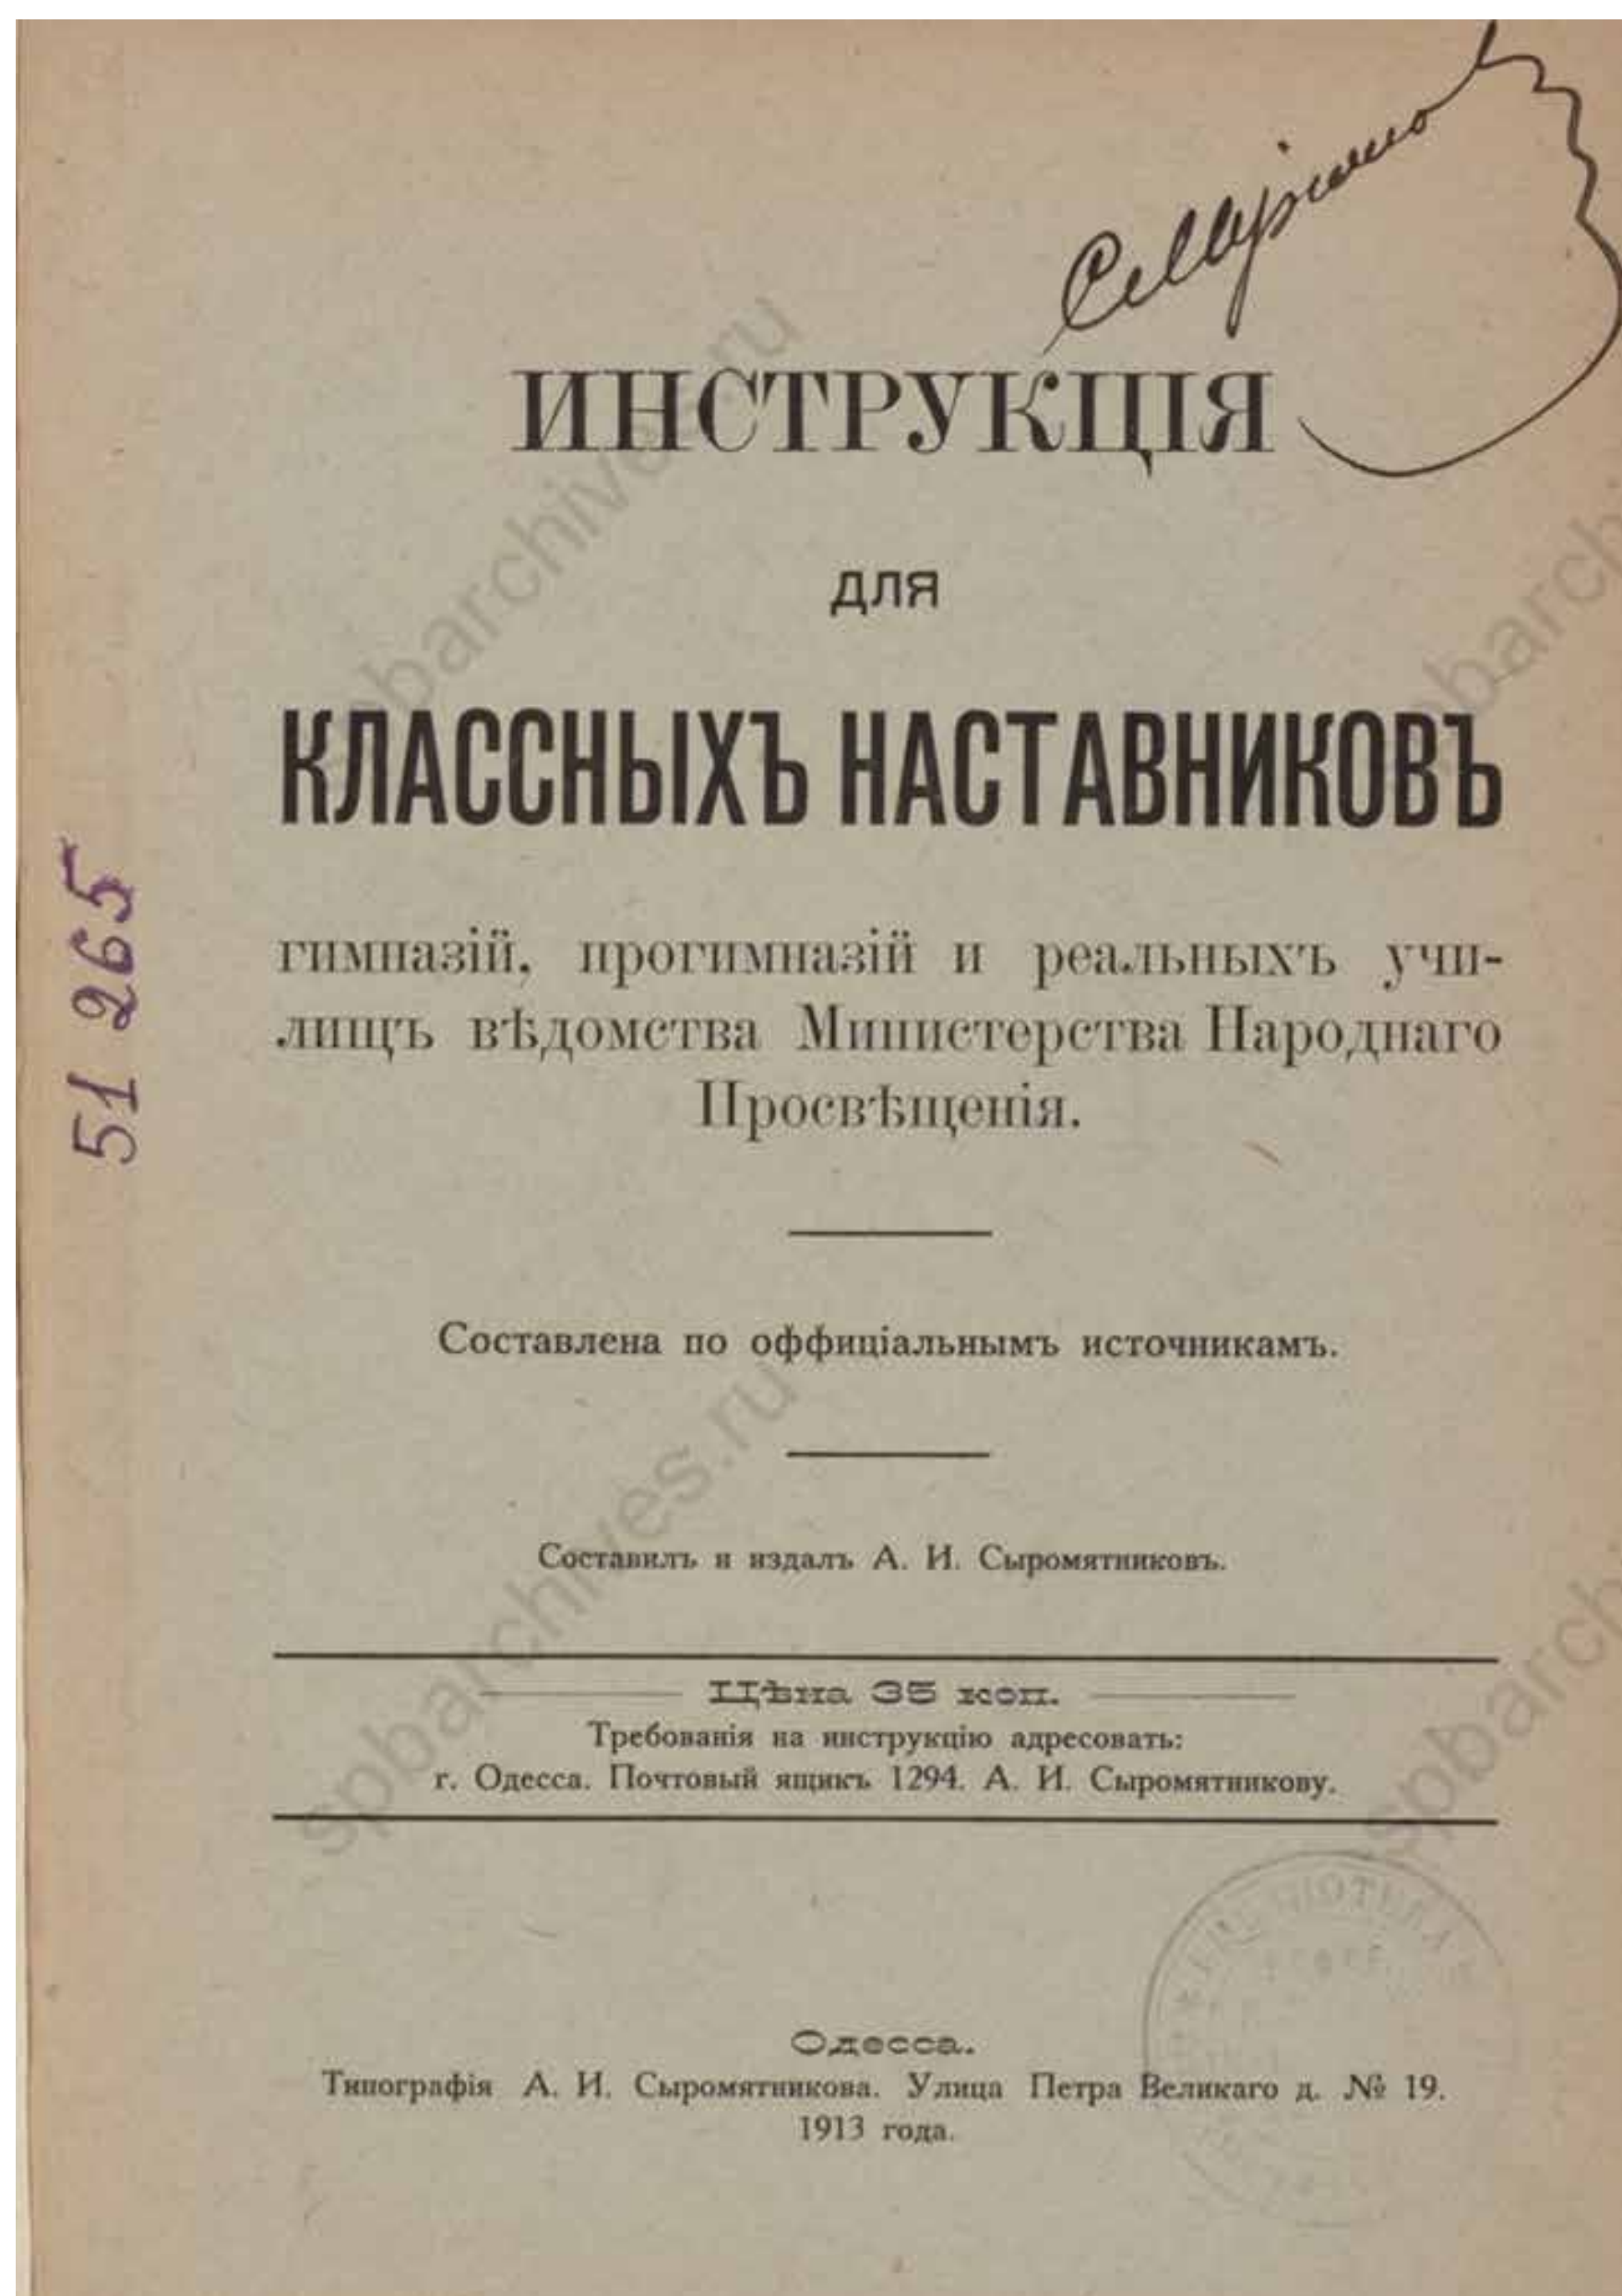 ИНСТРУКЦІЯ
для
КЛАССНЫХЪ НАСТАВНИКОВЪ
гимназій, прогимназій и реальныхъ учи-
лищъ вѣдомства Министерства Народнаго
Просвѣщенія.
51 265
Составлена по оффиціальнымъ источникамъ.
Составилъ и издалъ А. И. Сыромятниковъ.
Цѣна 35 коп.
Требованія на инструкцію адресовать:
г. Одесса. Почтовый ящикъ 1294. А. И. Сыромятникову.
Одесса.
Типографія А. И. Сыромятникова. Улица Петра Великаго д. № 19.
1913 года.
spbarchives.ru